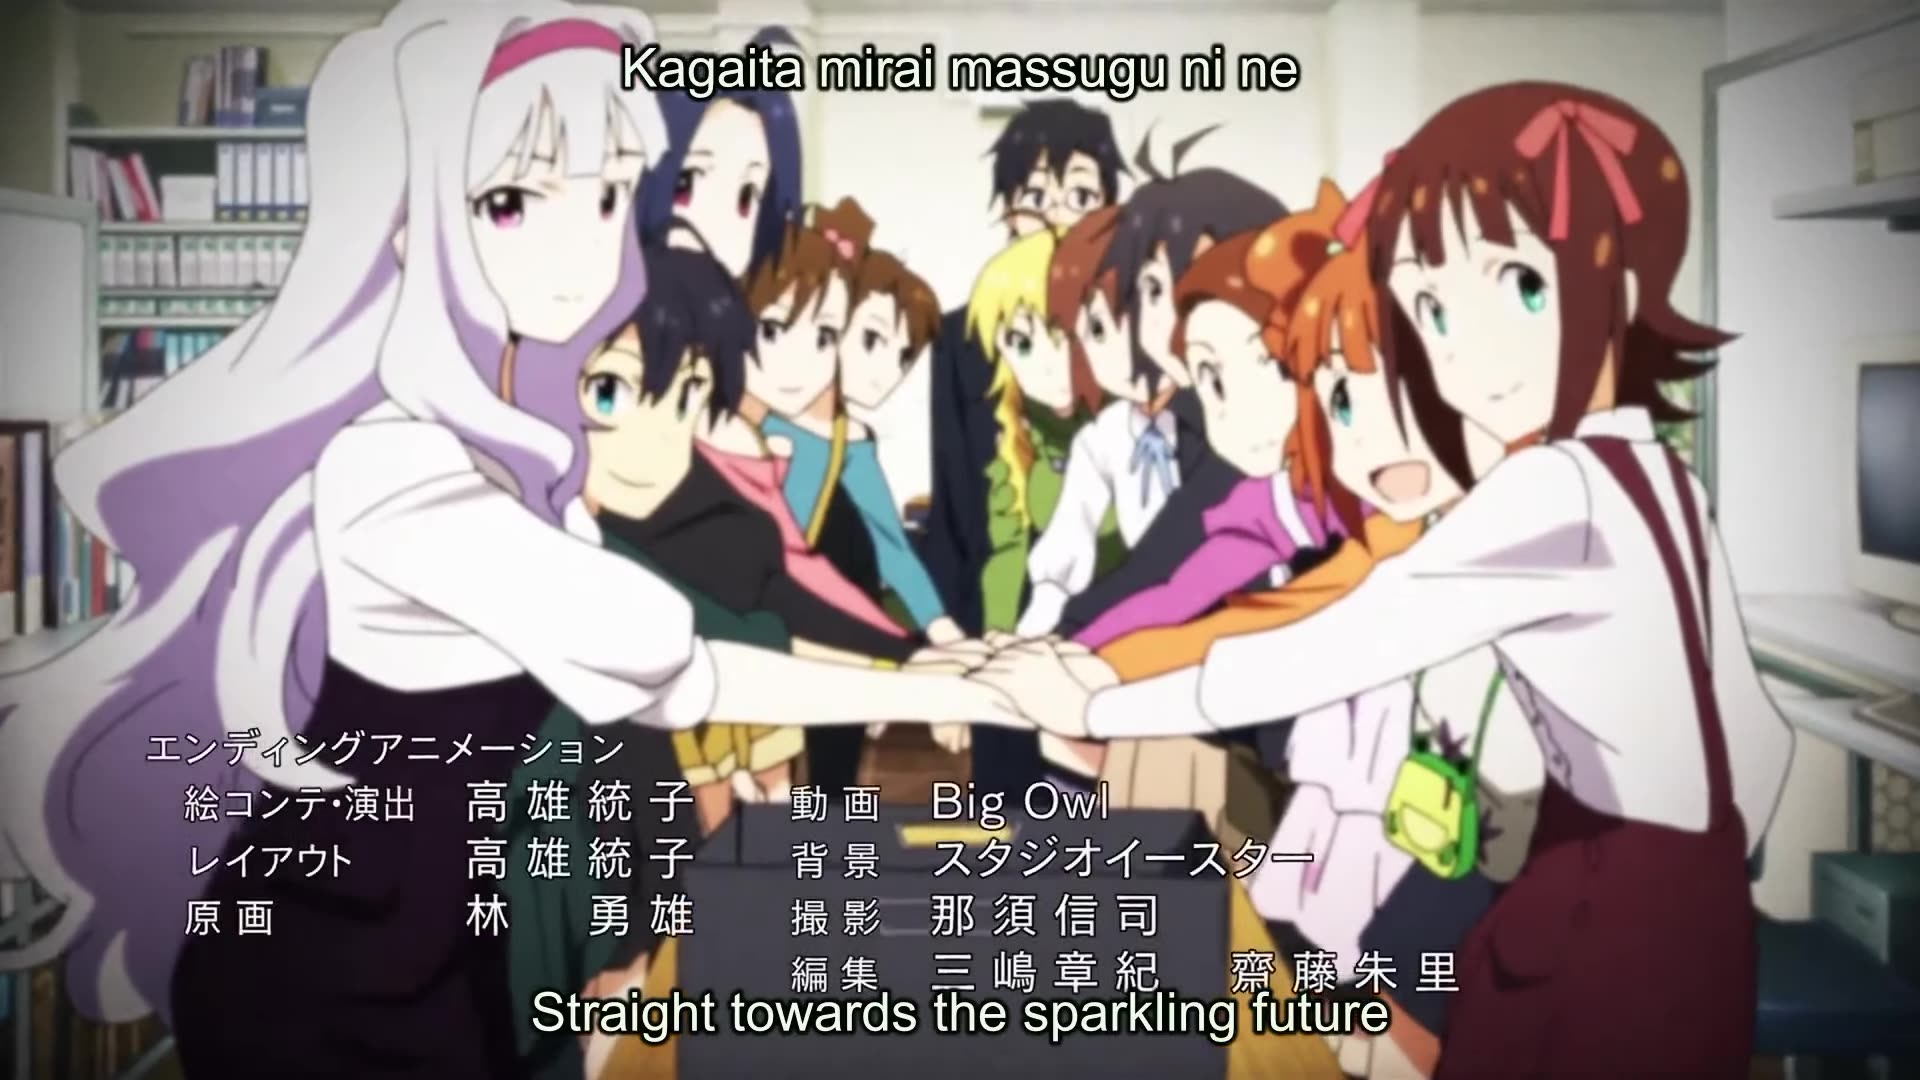 Kagaita mirai massugu ni ne
エンディングアニメーション
絵コンテ・演出 高雄統子 動画 Big Owl
レイアウト 高雄統子 背景 スタジオイースター
原画 林 勇雄 撮影 那須信司
編集 三嶋章紀 齋藤朱里
Straight towards the sparkling future